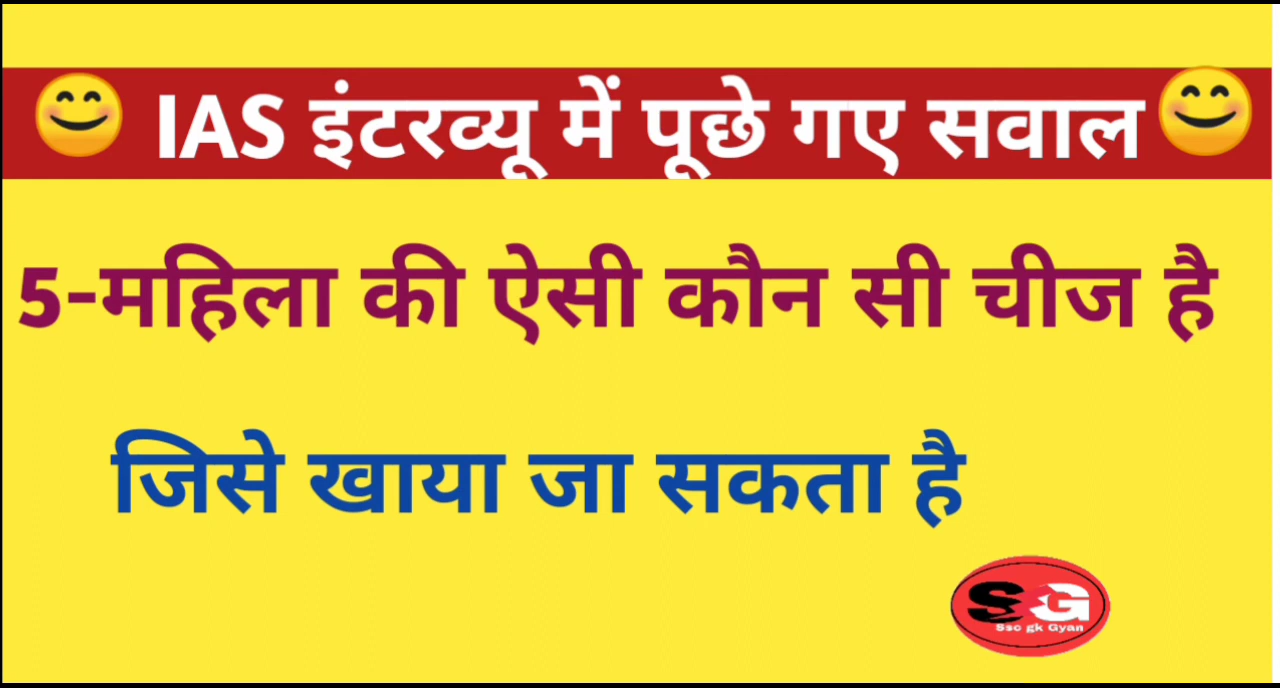 IAS इंटरव्यू में पूछे गए सवाल
5-महिला की ऐसी कौन सी चीज है
जिसे खाया जा सकता है
SG
Ssc gk Gyan